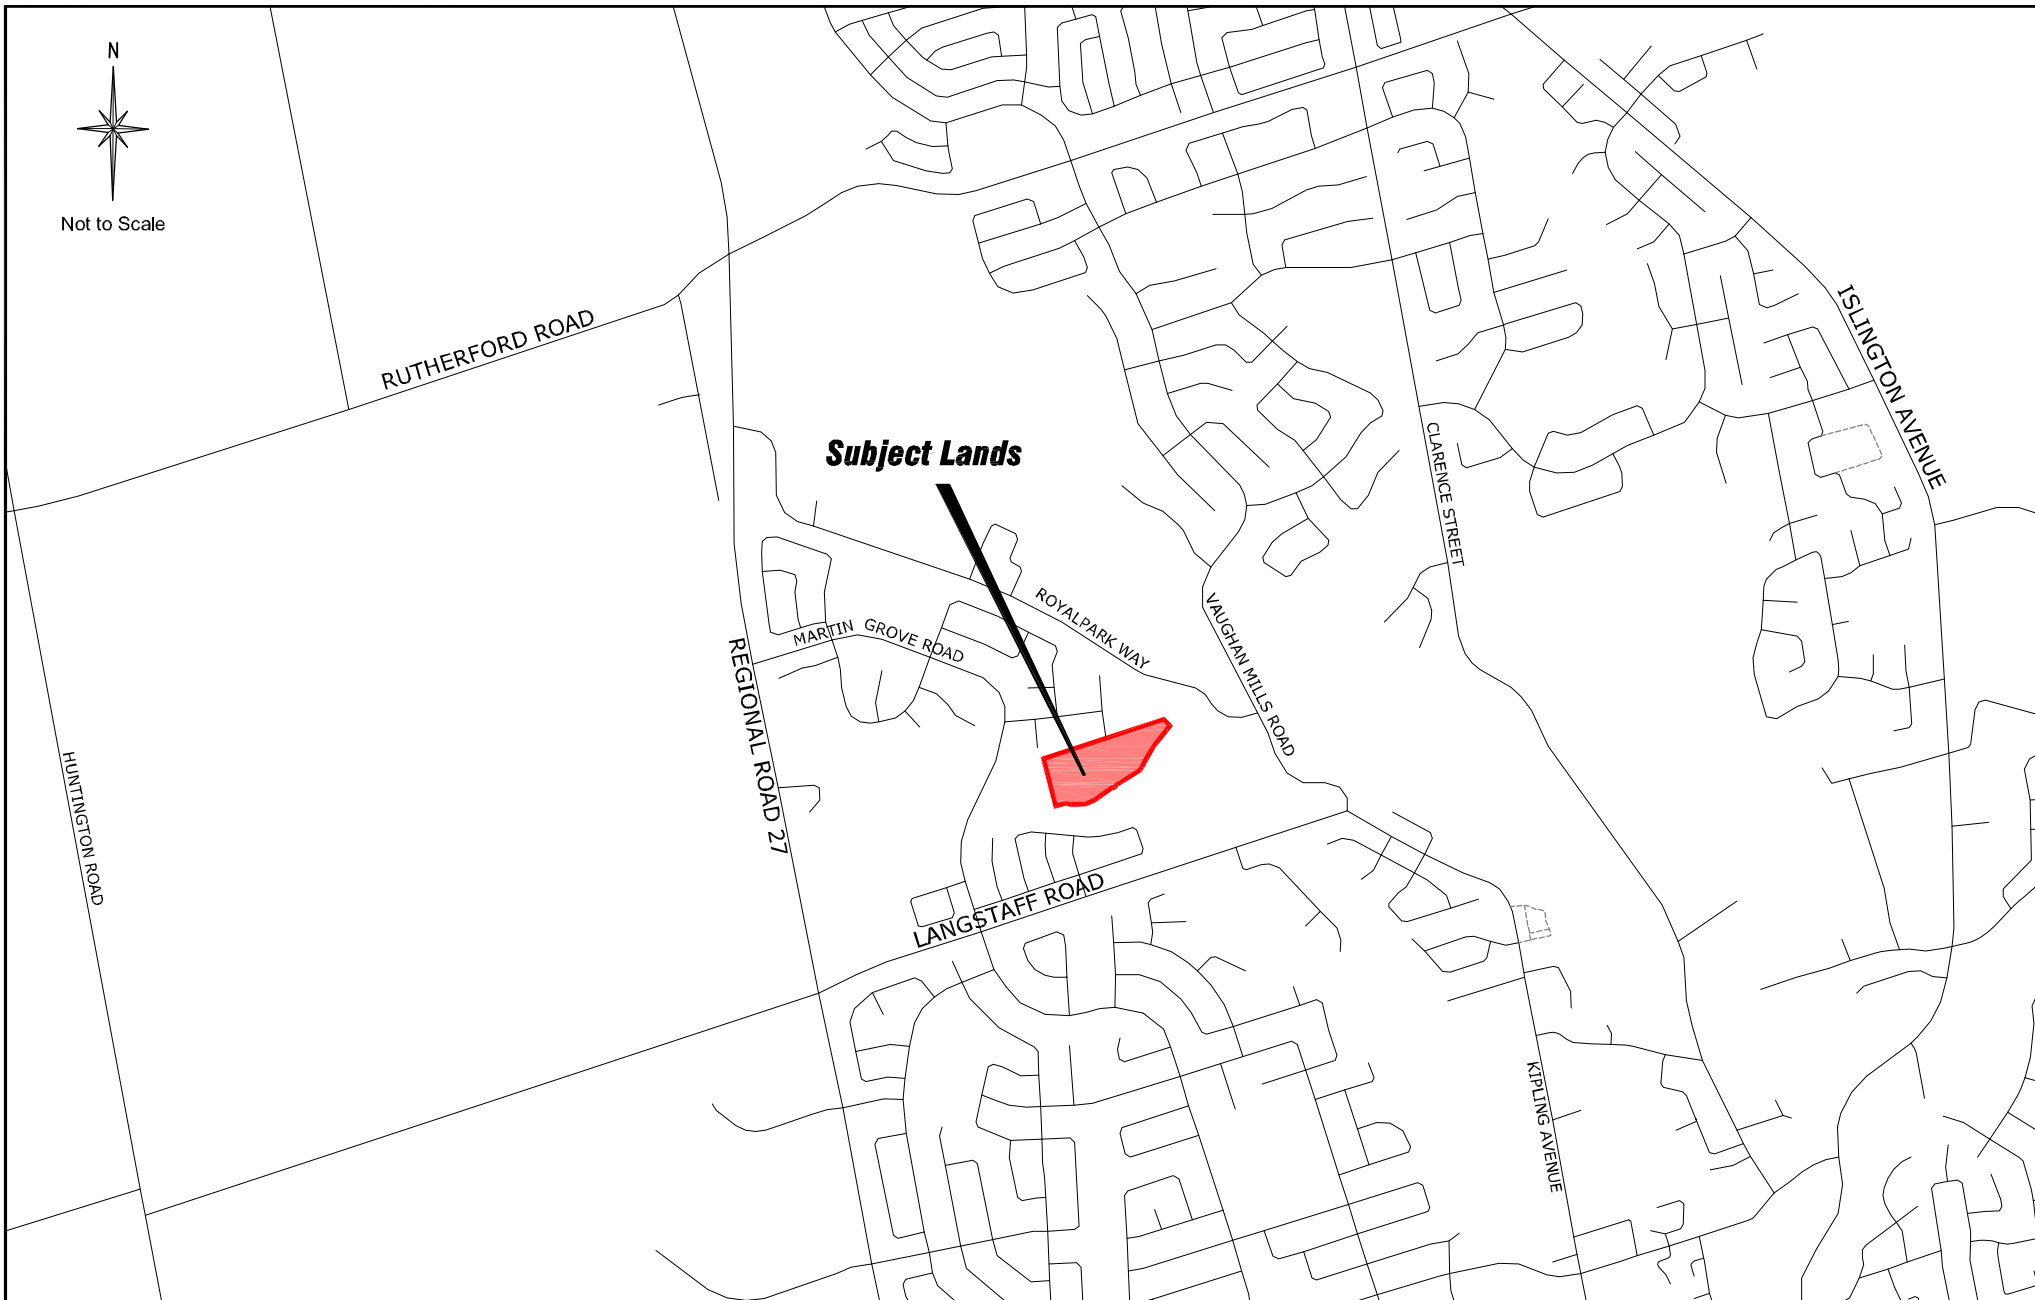 N
Not to Scale
RUTHERFORD ROAD
ISLINGTON AVENUE
Subject Lands
CLARENCE STREET
ROYALPARK WAY
VAUGHAN MILLS ROAD
MARTIN GROVE ROAD
REGIONAL ROAD 27
HUNTINGTON ROAD
LANGSTAFF ROAD
KIPLING AVENUE